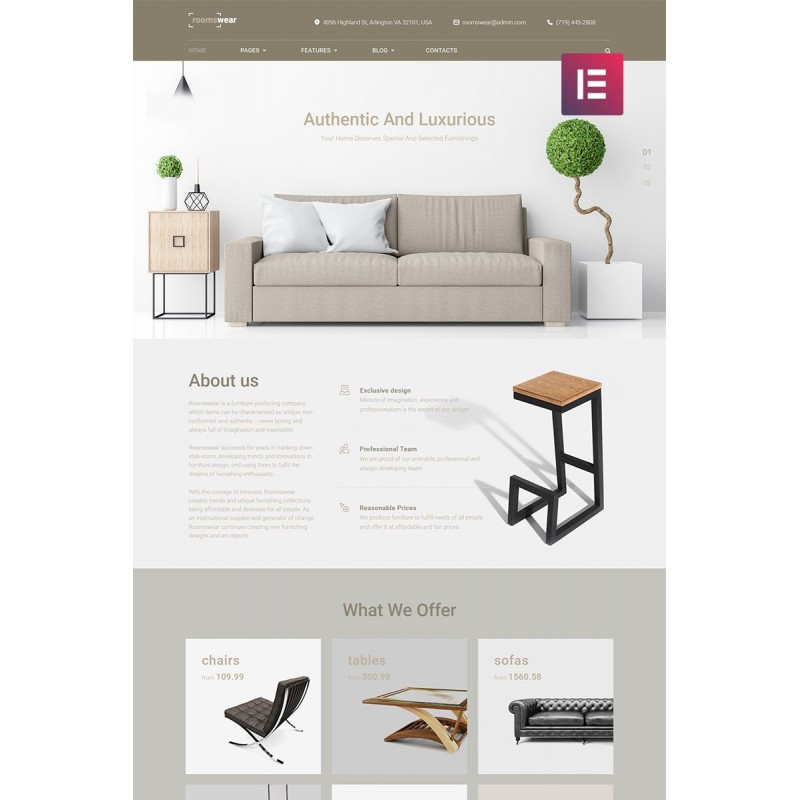 roomswear
4096 Highland St, Arlington VA 32101, USA
roomswear@admin.com
(719) 445-2808
HOME
PAGES
FEATURES
BLOG
CONTACTS
Authentic And Luxurious
Your Home Deserves Special And Selected Furnishings
01
02
03
About us
Roomswear is a furniture producing company
which items can be characterized as unique, non
conformist and authentic – never boring and
always full of imagination and inspiration.
Roomswear succeeds for years in tracking down
style icons, developing trends and innovations in
furniture design, and using them to fulfil the
dreams of furnishing enthusiasts.
With the courage to innovate, Roomswear
creates trends and unique furnishing collections
being affordable and desirable for all people. As
an international supplier and generator of change
Roomswear continues creating new furnishing
designs and art objects.
Exclusive design
Mixture of imagination, experience and
professionalism is the secret of our design!
Professional Team
We are proud of our amicable, professional and
always developing team!
Reasonable Prices
We produce furniture to fulfill needs of all people
and offer it at affordable and fair prices
What We Offer
chairs
from 109.99
tables
from 300.99
sofas
from 1560.58